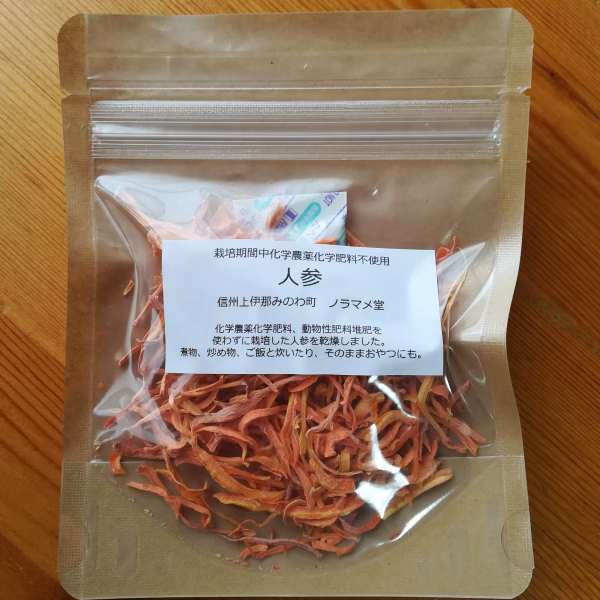 栽培期間中化学農薬化学肥料不使用
人参
信州上伊那みのわ町　ノラマメ堂
化学農薬化学肥料、動物性肥料堆肥を
使わずに栽培した人参を乾燥しました。
煮物、炒め物、ご飯と炊いたり、そのままおやつにも。